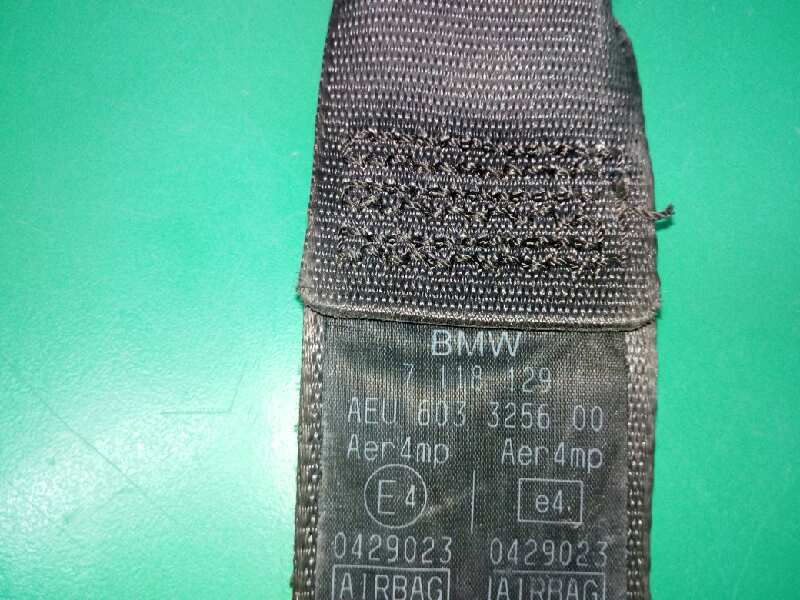 BMW
7 118 129
AEU 603 3256 00
Aer4mp Aer4mp
E4 e4.
0429023 0429023
AIRBAG AIRBAG